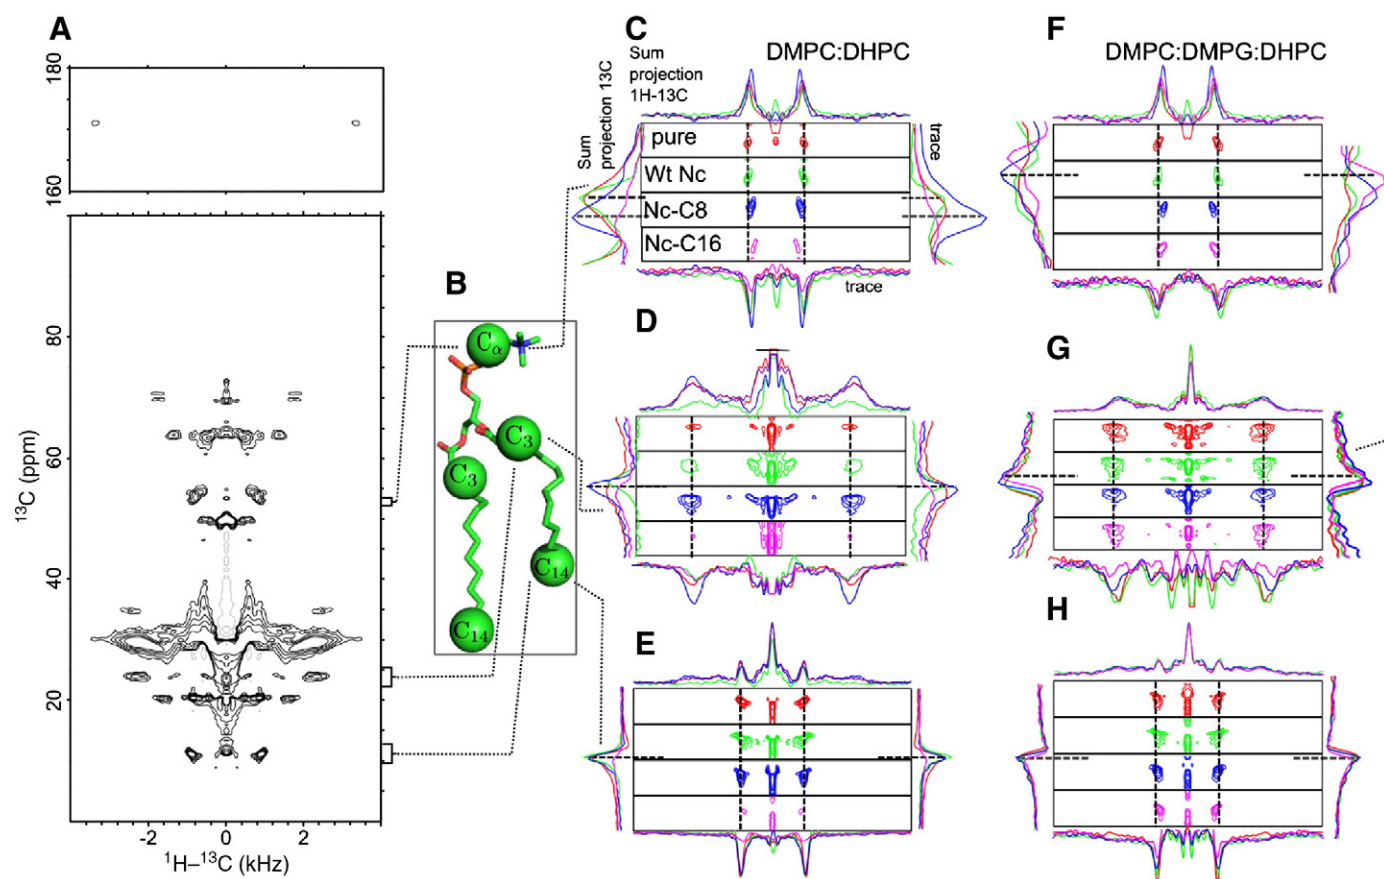 A
180
160
80
60
40
20
13C (ppm)
-2
0
2
1H–13C (kHz)
B
Cα
C3
C3
C14
C14
C
Sum
projection
1H-13C
DMPC:DHPC
Sum
projection 13C
trace
pure
Wt Nc
Nc-C8
Nc-C16
trace
D
E
F
DMPC:DMPG:DHPC
G
H